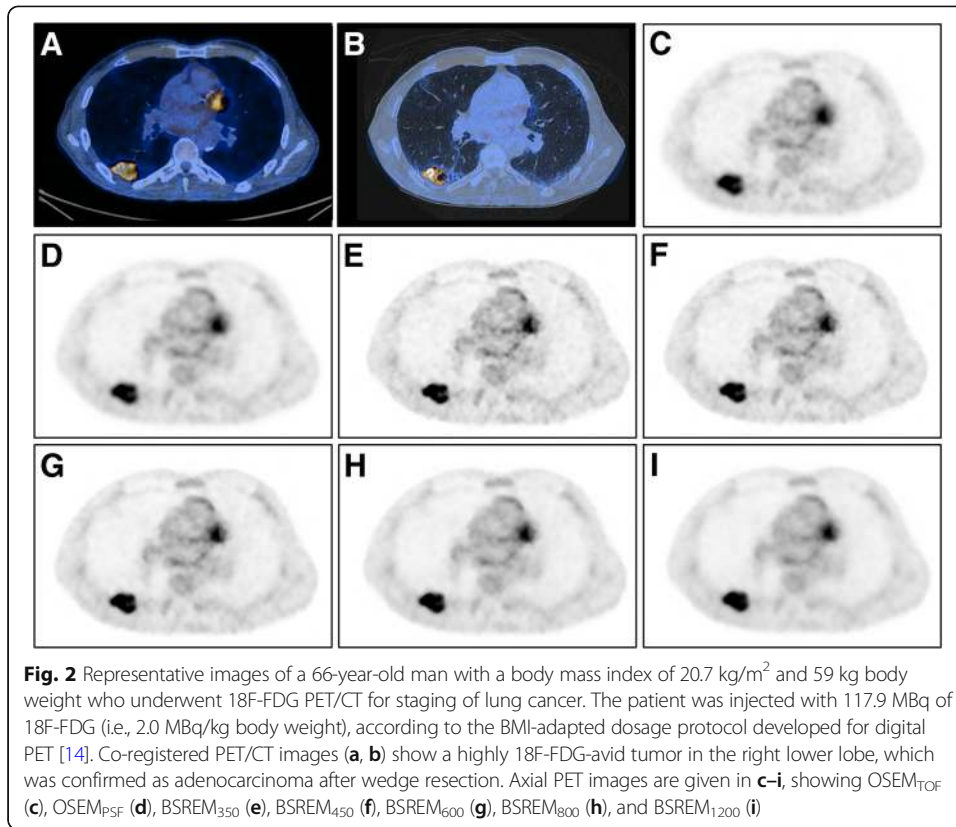 A
B
C
D
E
F
G
H
I
Fig. 2 Representative images of a 66-year-old man with a body mass index of 20.7 kg/m² and 59 kg body
weight who underwent 18F-FDG PET/CT for staging of lung cancer. The patient was injected with 117.9 MBq of
18F-FDG (i.e., 2.0 MBq/kg body weight), according to the BMI-adapted dosage protocol developed for digital
PET [14]. Co-registered PET/CT images (a, b) show a highly 18F-FDG-avid tumor in the right lower lobe, which
was confirmed as adenocarcinoma after wedge resection. Axial PET images are given in c–i, showing OSEMTOF
(c), OSEMPSF (d), BSREM350 (e), BSREM450 (f), BSREM600 (g), BSREM800 (h), and BSREM1200 (i)